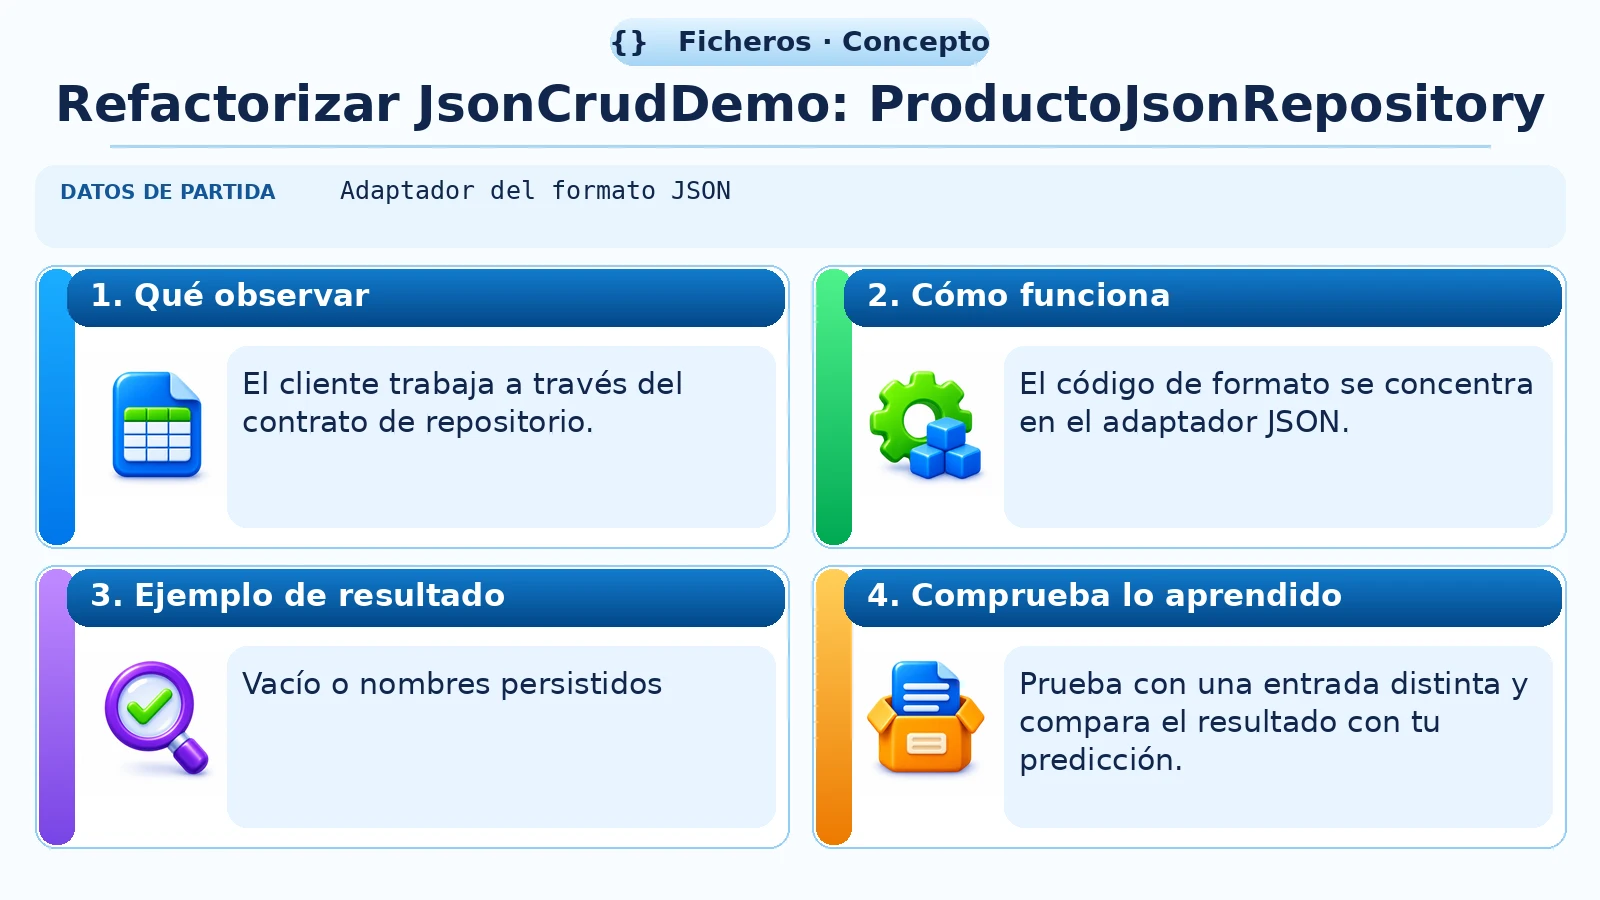 {} Ficheros · Concepto
Refactorizar JsonCrudDemo: ProductoJsonRepository
DATOS DE PARTIDA Adaptador del formato JSON
1. Qué observar
El cliente trabaja a través del
contrato de repositorio.
2. Cómo funciona
El código de formato se concentra
en el adaptador JSON.
3. Ejemplo de resultado
Vacío o nombres persistidos
4. Comprueba lo aprendido
Prueba con una entrada distinta y
compara el resultado con tu
predicción.